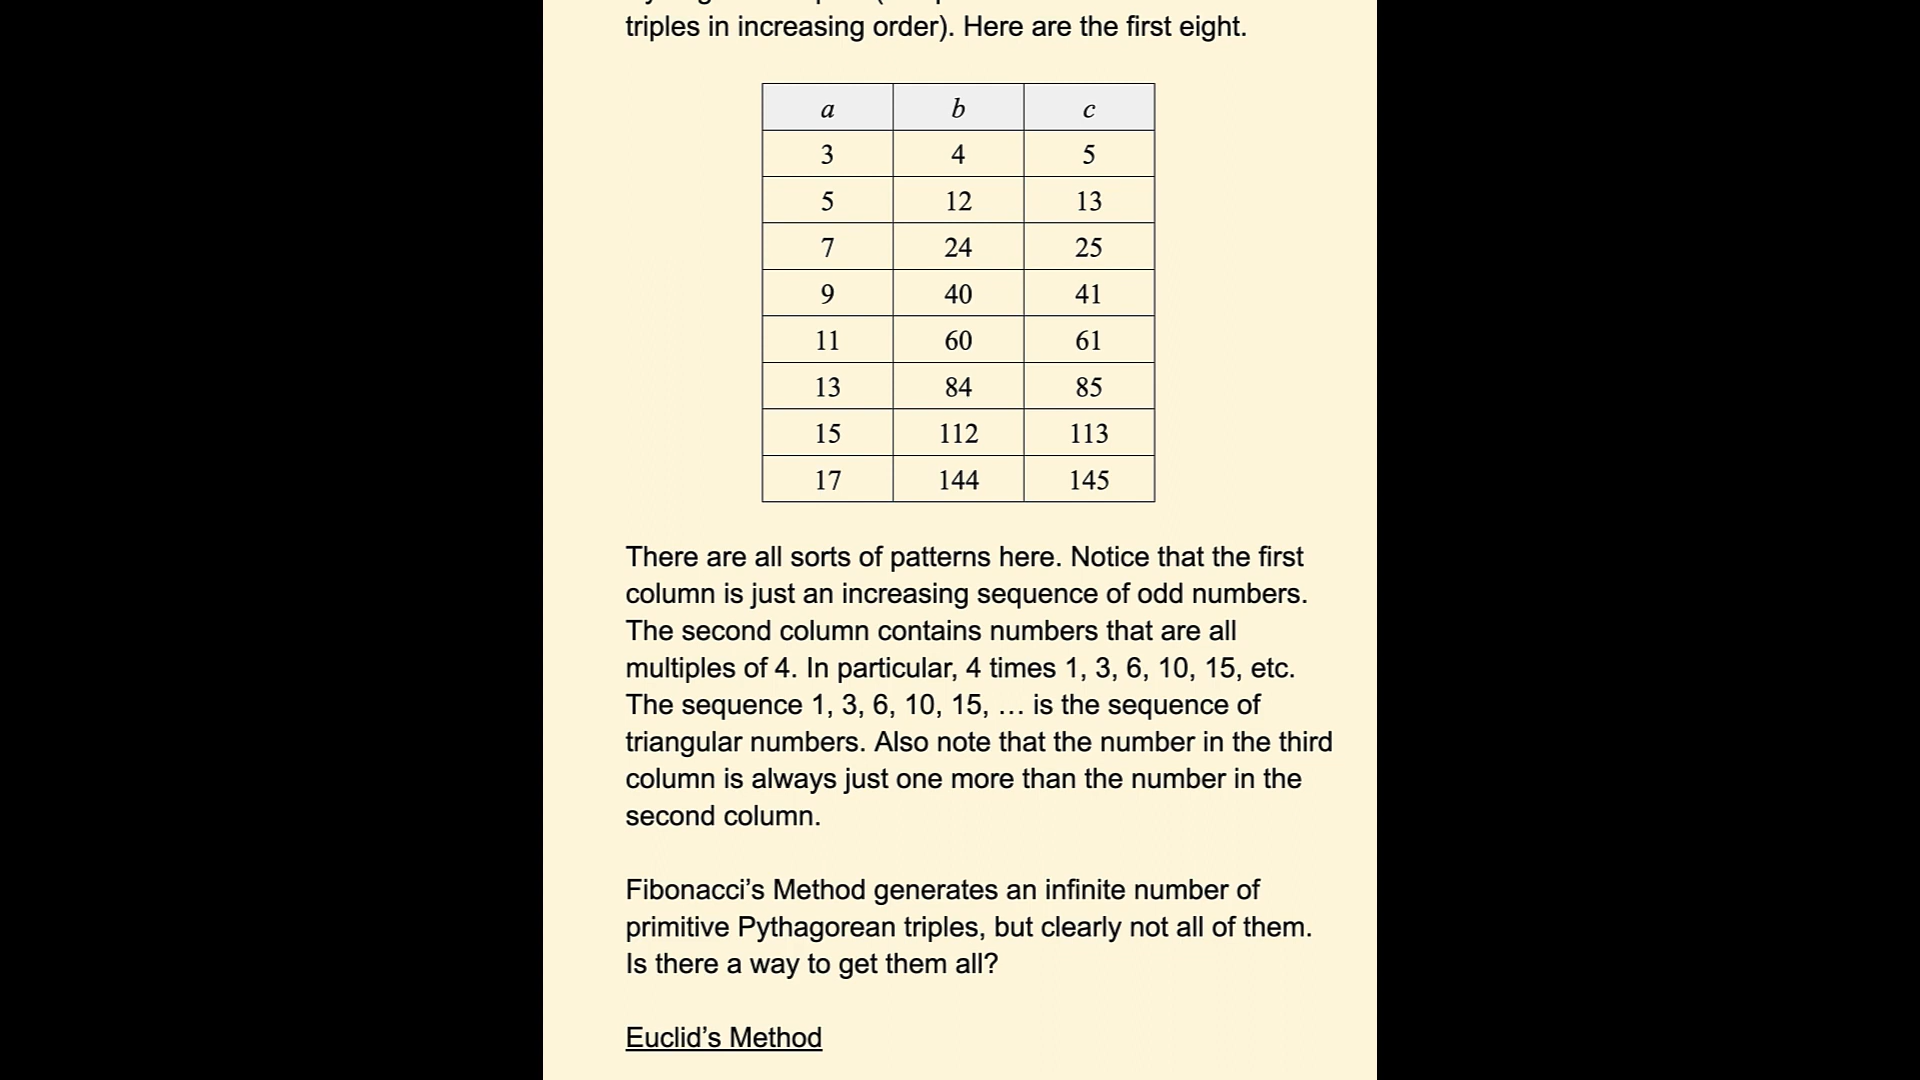 triples in increasing order). Here are the first eight.
a b c
3 4 5
5 12 13
7 24 25
9 40 41
11 60 61
13 84 85
15 112 113
17 144 145
There are all sorts of patterns here. Notice that the first
column is just an increasing sequence of odd numbers.
The second column contains numbers that are all
multiples of 4. In particular, 4 times 1, 3, 6, 10, 15, etc.
The sequence 1, 3, 6, 10, 15, … is the sequence of
triangular numbers. Also note that the number in the third
column is always just one more than the number in the
second column.
Fibonacci’s Method generates an infinite number of
primitive Pythagorean triples, but clearly not all of them.
Is there a way to get them all?
Euclid’s Method